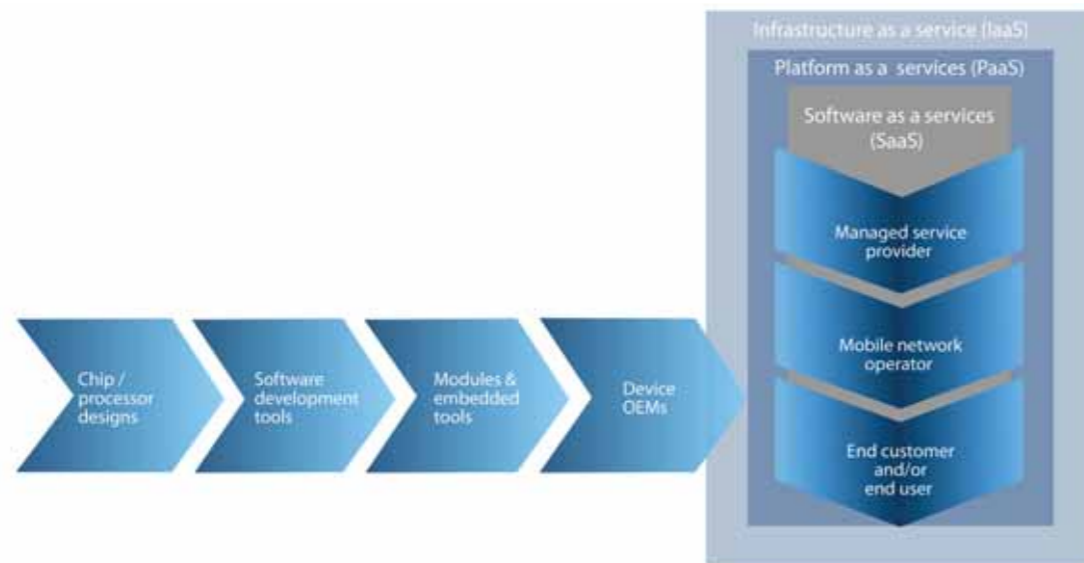 Infrastructure as a service (IaaS)
Platform as a services (PaaS)
Software as a services
(SaaS)
Managed service
provider
Mobile network
operator
End customer
and/or
end user
Chip /
processor
designs
Software
development
tools
Modules &
embedded
tools
Device
OEMs